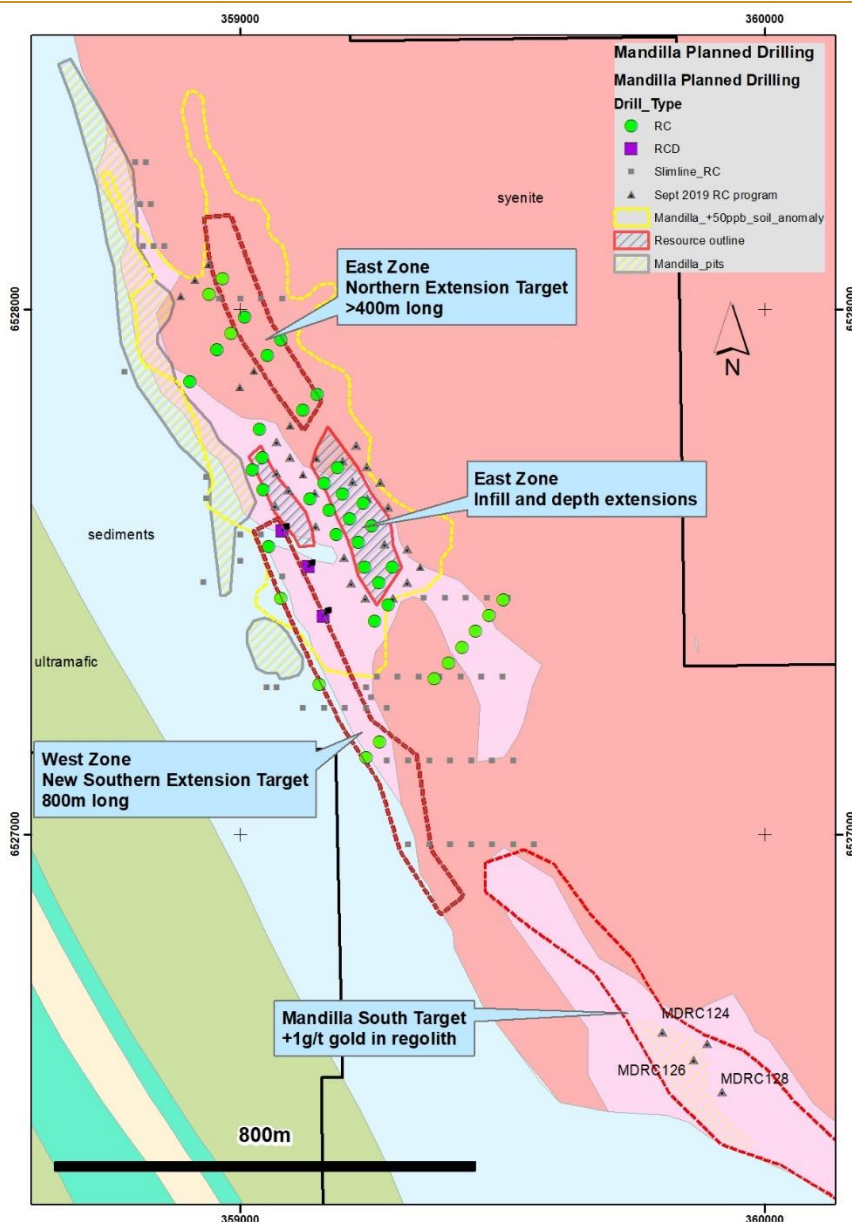 359000
360000
Mandilla Planned Drilling
Mandilla Planned Drilling
Drill_Type
RC
RCD
Slimline_RC
Sept 2019 RC program
Mandilla_+50ppb_soil_anomaly
Resource outline
Mandilla_pits
syenite
East Zone
Northern Extension Target
>400m long
6528000
6528000
N
East Zone
Infill and depth extensions
sediments
ultramafic
West Zone
New Southern Extension Target
800m long
6527000
6527000
Mandilla South Target
+1g/t gold in regolith
MDRC124
MDRC126
MDRC128
800m
359000
360000